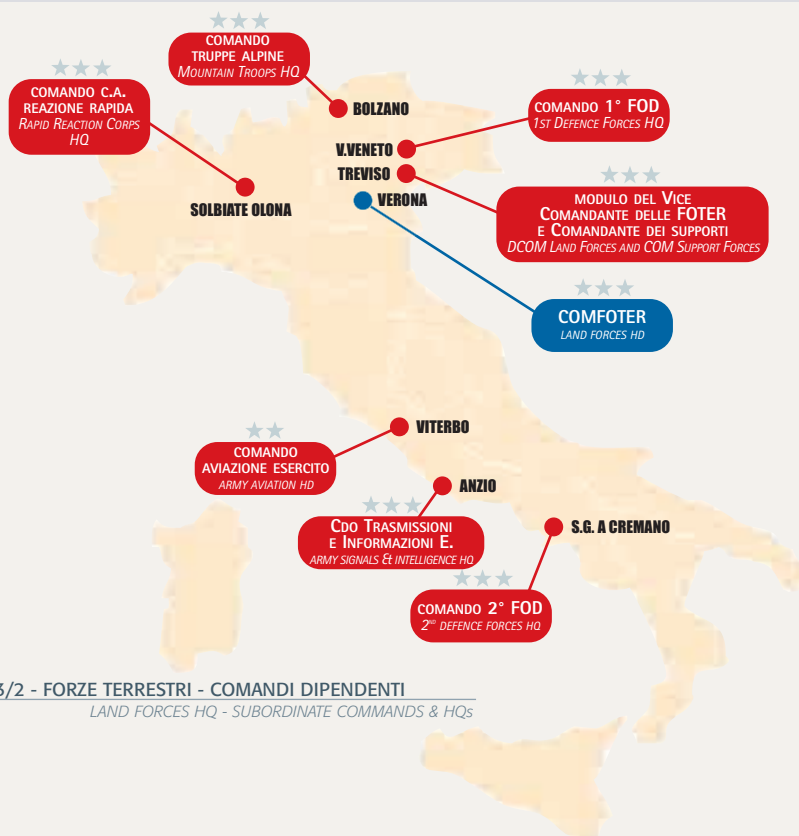 COMANDO
TRUPPE ALPINE
MOUNTAIN TROOPS HQ
COMANDO C.A.
REAZIONE RAPIDA
RAPID REACTION CORPS
HQ
COMANDO 1° FOD
1ST DEFENCE FORCES HQ
BOLZANO
V.VENETO
TREVISO
VERONA
SOLBIATE OLONA
MODULO DEL VICE
COMANDANTE DELLE FOTER
E COMANDANTE DEI SUPPORTI
DCOM LAND FORCES AND COM SUPPORT FORCES
COMFOTER
LAND FORCES HD
VITERBO
COMANDO
AVIAZIONE ESERCITO
ARMY AVIATION HD
ANZIO
CDO TRASMISSIONI
E INFORMAZIONI E.
ARMY SIGNALS & INTELLIGENCE HQ
S.G. A CREMANO
COMANDO 2° FOD
2ND DEFENCE FORCES HQ
3/2 - FORZE TERRESTRI - COMANDI DIPENDENTI
LAND FORCES HQ - SUBORDINATE COMMANDS & HQs